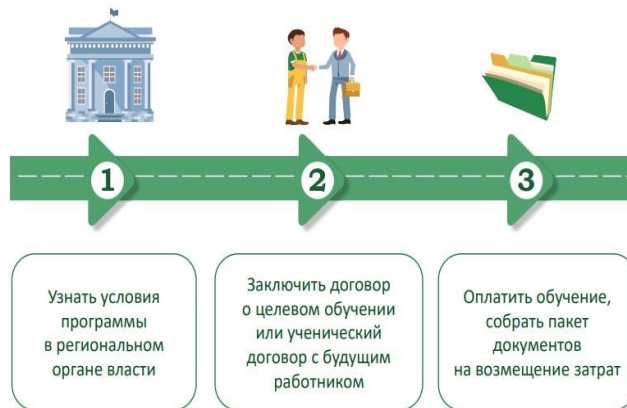 1
2
3
Узнать условия
программы
в региональном
органе власти
Заключить договор
о целевом обучении
или ученический
договор с будущим
работником
Оплатить обучение,
собрать пакет
документов
на возмещение затрат